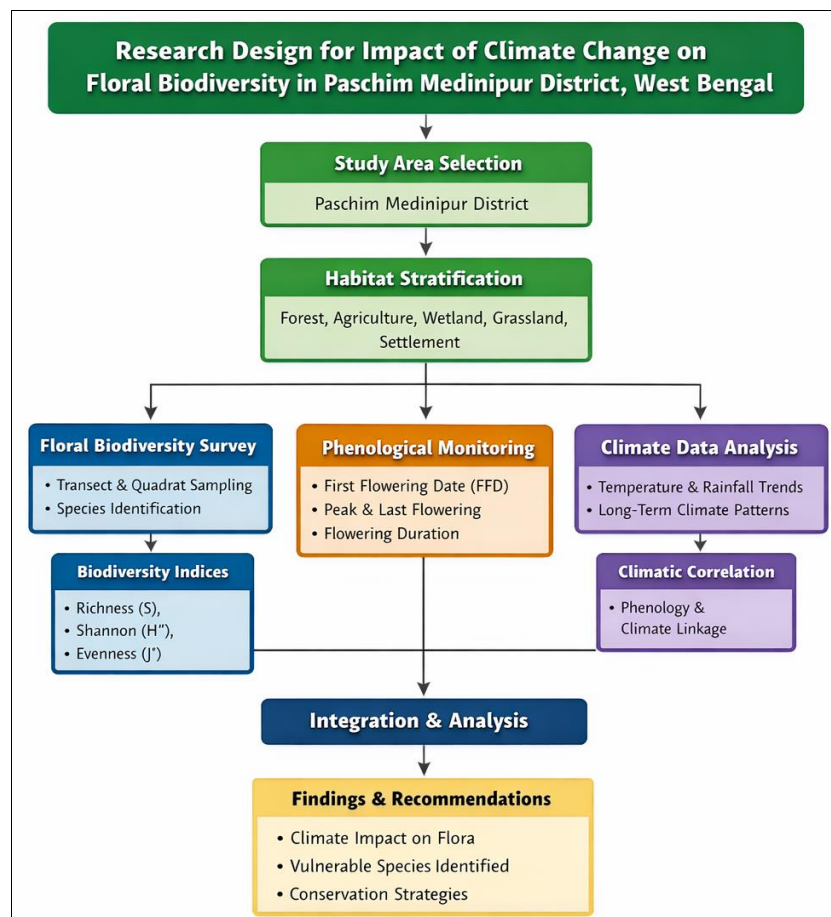 Research Design for Impact of Climate Change on
Floral Biodiversity in Paschim Medinipur District, West Bengal
Study Area Selection
Paschim Medinipur District
Habitat Stratification
Forest, Agriculture, Wetland, Grassland,
Settlement
Floral Biodiversity Survey
• Transect & Quadrat Sampling
• Species Identification
Biodiversity Indices
• Richness (S),
• Shannon (H″),
• Evenness (J°)
Phenological Monitoring
• First Flowering Date (FFD)
• Peak & Last Flowering
• Flowering Duration
Climate Data Analysis
• Temperature & Rainfall Trends
• Long-Term Climate Patterns
Climatic Correlation
• Phenology &
Climate Linkage
Integration & Analysis
Findings & Recommendations
• Climate Impact on Flora
• Vulnerable Species Identified
• Conservation Strategies